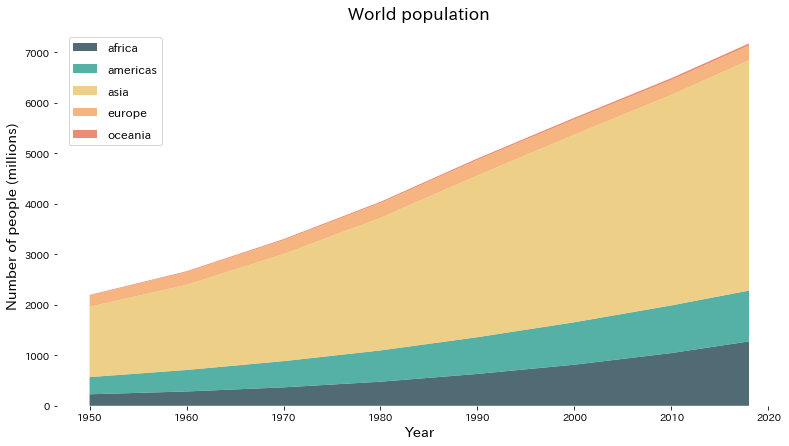 World population
africa
americas
asia
europe
oceania
Number of people (millions)
7000
6000
5000
4000
3000
2000
1000
0
1950 1960 1970 1980 1990 2000 2010 2020
Year